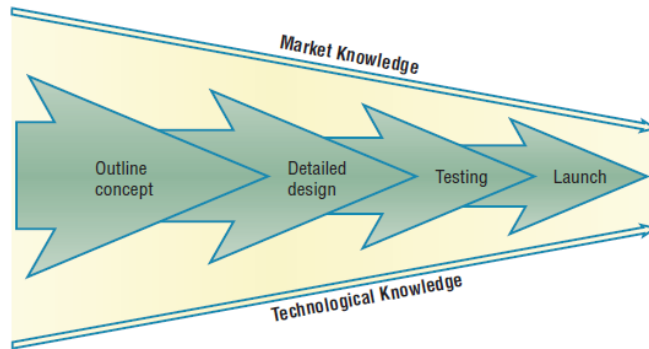 Market Knowledge
Outline
concept
Detailed
design
Testing
Launch
Technological Knowledge